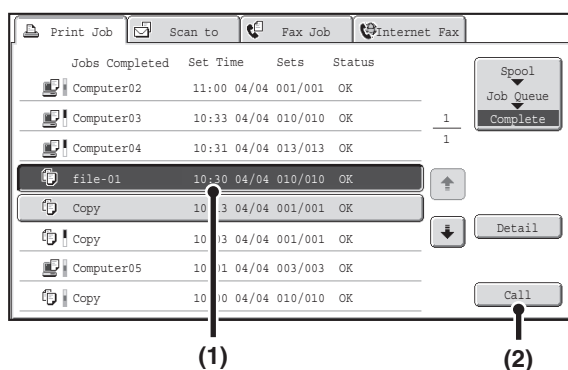 Print Job Scan to Fax Job Internet Fax
Jobs Completed Set Time Sets Status
Computer02 11:00 04/04 001/001 OK
Computer03 10:33 04/04 010/010 OK
Computer04 10:31 04/04 013/013 OK
file-01 10:30 04/04 010/010 OK
Copy 04/04 001/001 OK
Copy 04/04 001/001 OK
Computer05 04/04 003/003 OK
Copy 04/04 010/010 OK
1
1
Spool
Job Queue
Complete
Detail
Call
(1) (2)